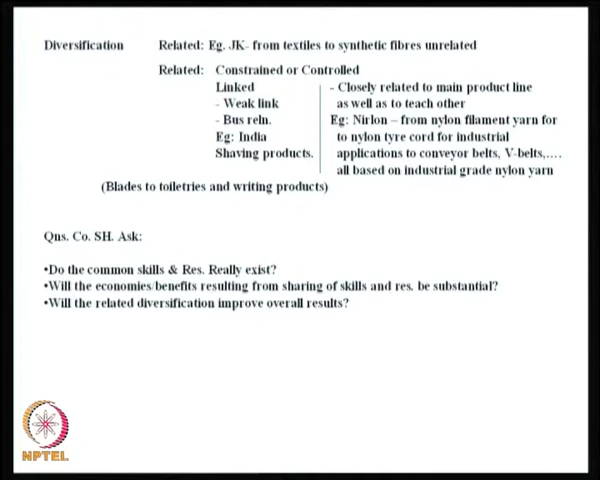 Diversification Related: Eg. JK- from textiles to synthetic fibres unrelated
Related: Constrained or Controlled
Linked - Closely related to main product line
- Weak link as well as to teach other
- Bus reln. Eg: Nirlon – from nylon filament yarn for
Eg: India to nylon tyre cord for industrial
Shaving products. applications to conveyor belts, V-belts,....
all based on industrial grade nylon yarn
(Blades to toiletries and writing products)
Qns. Co. SH. Ask:
•Do the common skills & Res. Really exist?
•Will the economies/benefits resulting from sharing of skills and res. be substantial?
•Will the related diversification improve overall results?
NPTEL